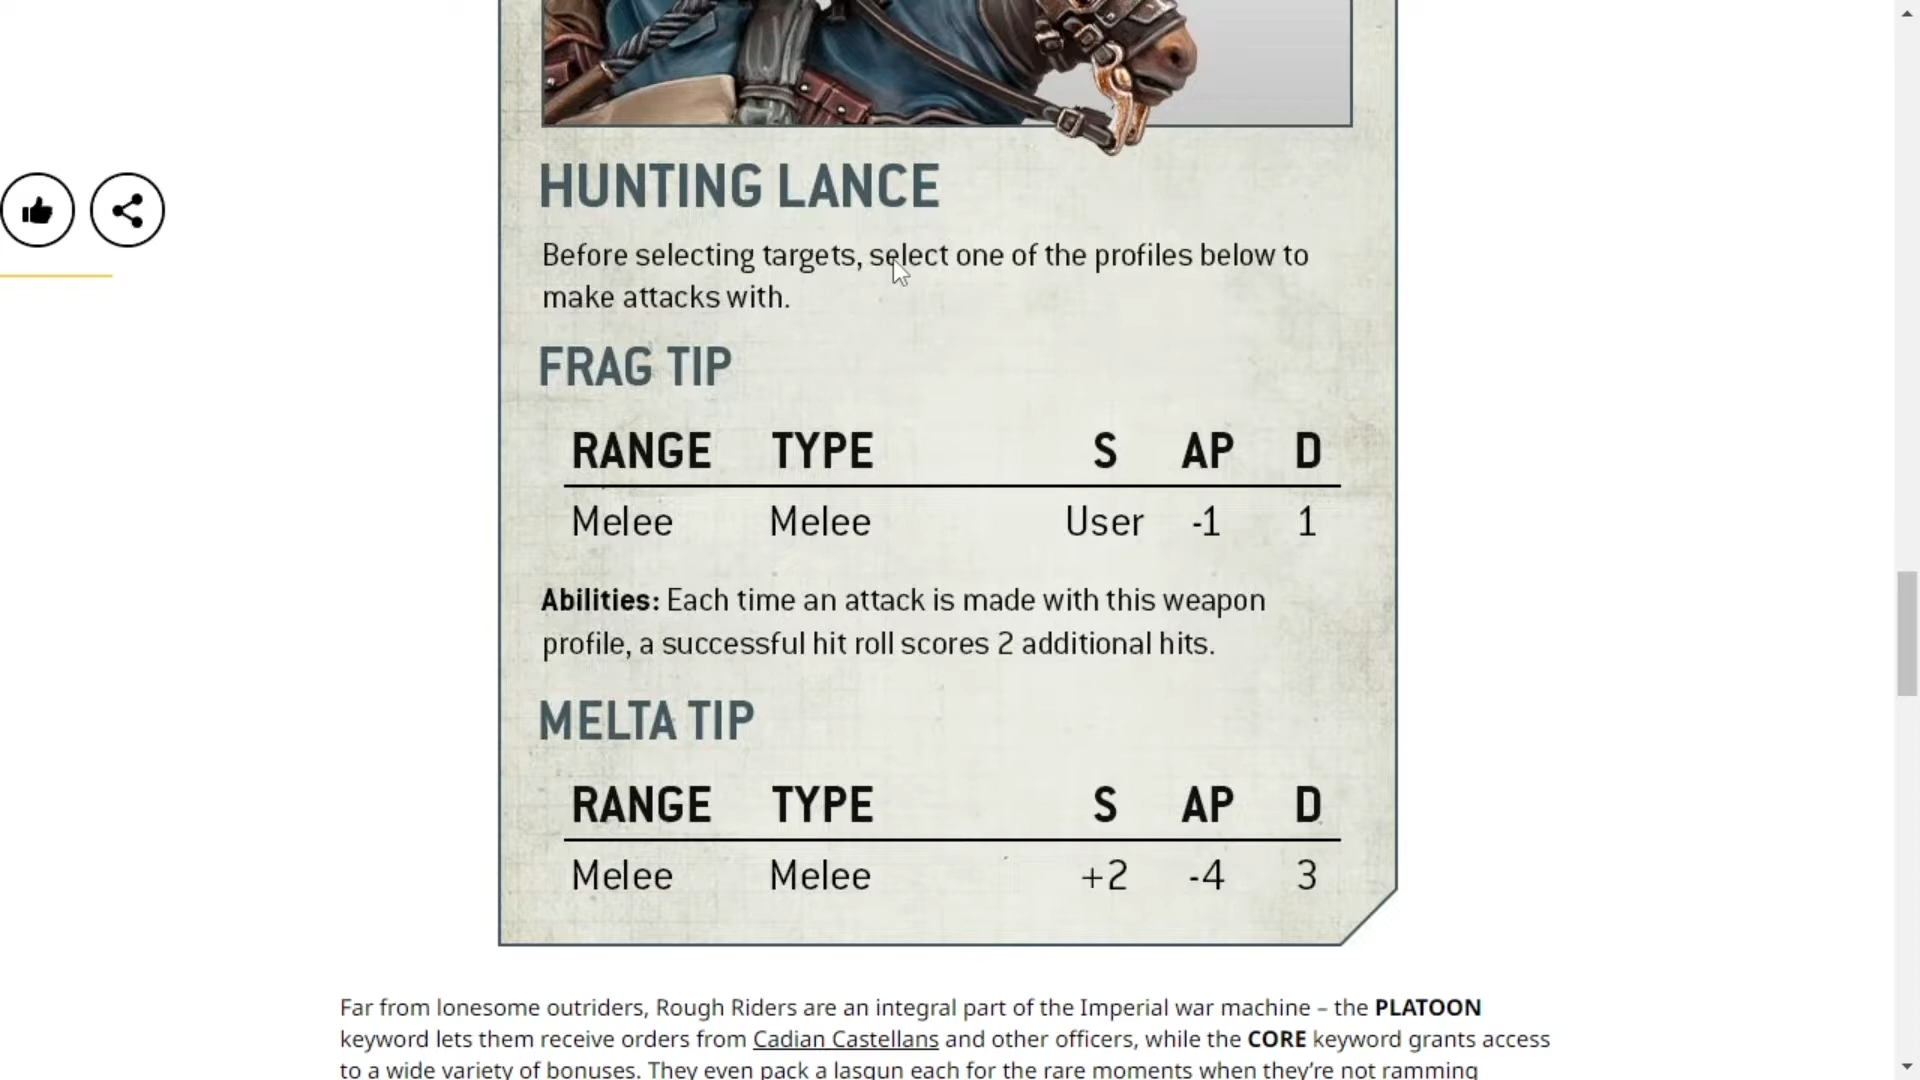 HUNTING LANCE
Before selecting targets, select one of the profiles below to
make attacks with.
FRAG TIP
RANGE TYPE S AP D
Melee Melee User -1 1
Abilities: Each time an attack is made with this weapon
profile, a successful hit roll scores 2 additional hits.
MELTA TIP
RANGE TYPE S AP D
Melee Melee +2 -4 3
Far from lonesome outriders, Rough Riders are an integral part of the Imperial war machine – the PLATOON
keyword lets them receive orders from Cadian Castellans and other officers, while the CORE keyword grants access
to a wide variety of bonuses. They even pack a lasgun each for the rare moments when they’re not ramming